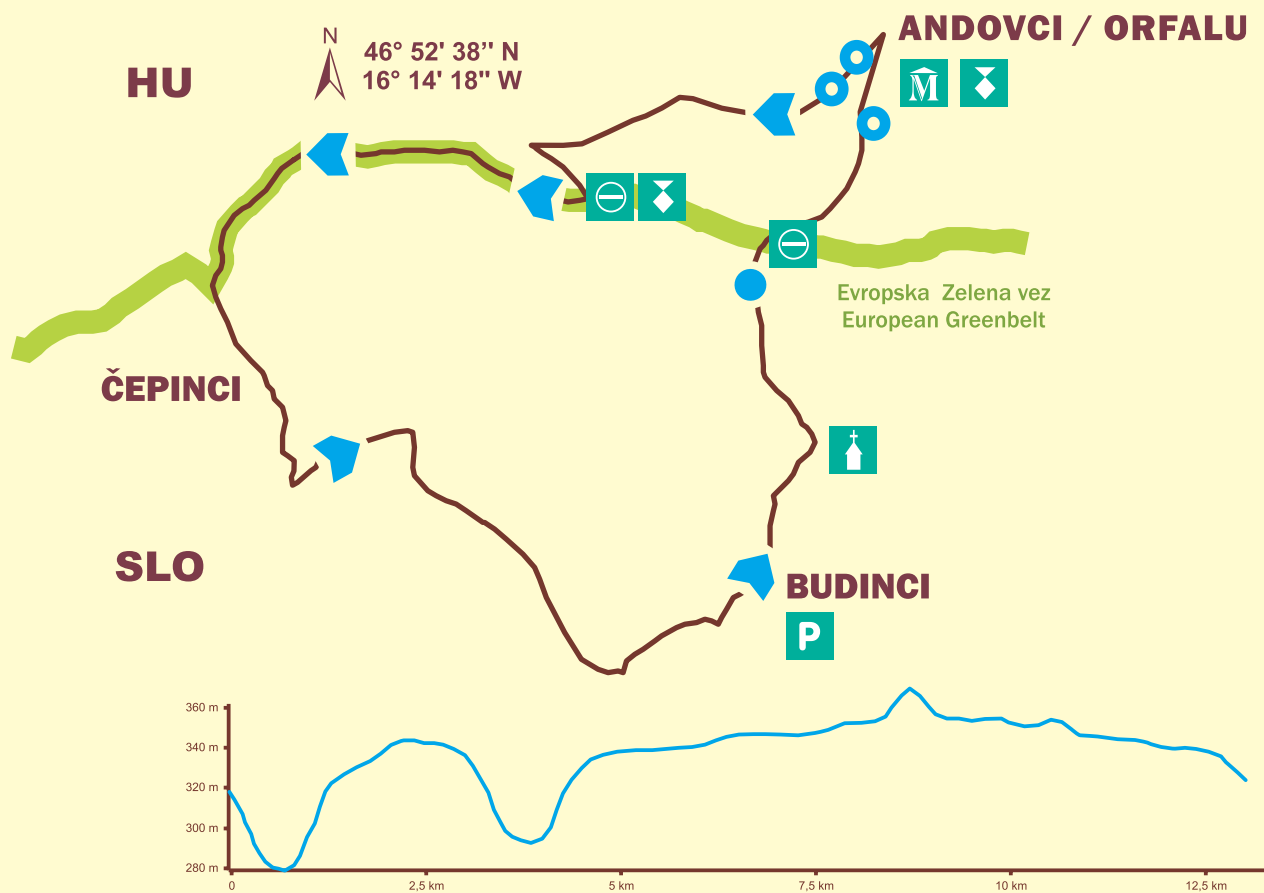 ANDOVCI / ORFALU
N
46° 52' 38’’ N
16° 14' 18" W
HU
M
Evropska Zelena vez
European Greenbelt
ČEPINCI
SLO
BUDINCI
P
360 m
340 m
320 m
300 m
280 m
0
2,5 km
5 km
7,5 km
10 km
12,5 km